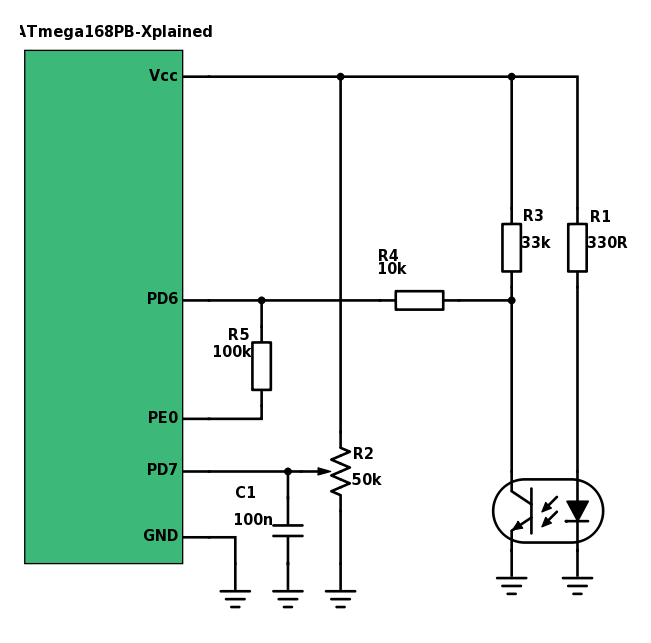 ATmega168PB-Xplained
Vcc
R3
33k
R1
330R
R4
10k
PD6
R5
100k
PE0
PD7
R2
50k
C1
100n
GND